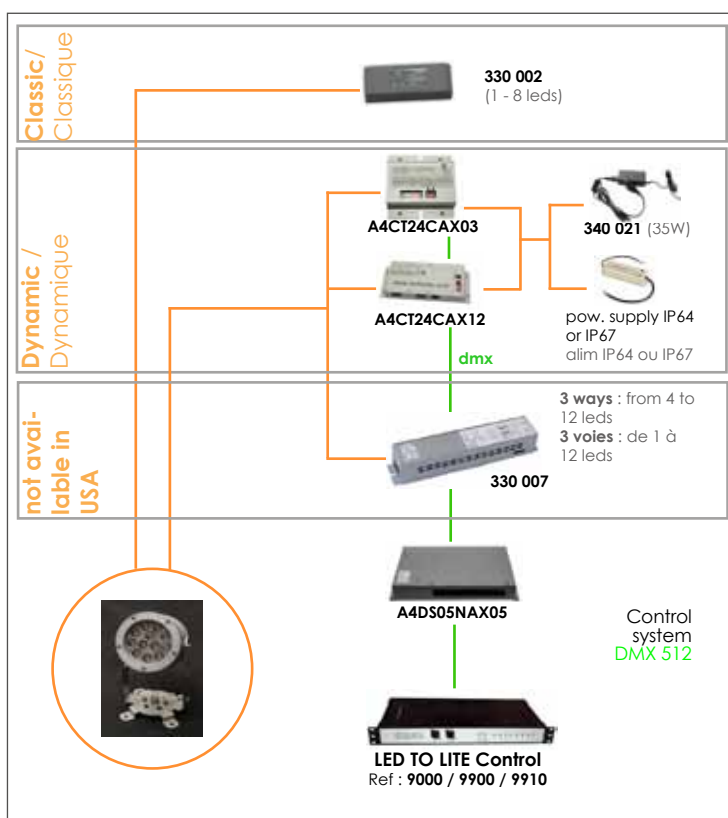 Classic/
Classique
330 002
(1 - 8 leds)
Dynamic /
Dynamique
A4CT24CAX03
340 021 (35W)
A4CT24CAX12
pow. supply IP64
or IP67
alim IP64 ou IP67
dmx
not avai-
lable in
USA
3 ways : from 4 to
12 leds
3 voies : de 1 à
12 leds
330 007
A4DS05NAX05
Control
system
DMX 512
LED TO LITE Control
Ref : 9000 / 9900 / 9910